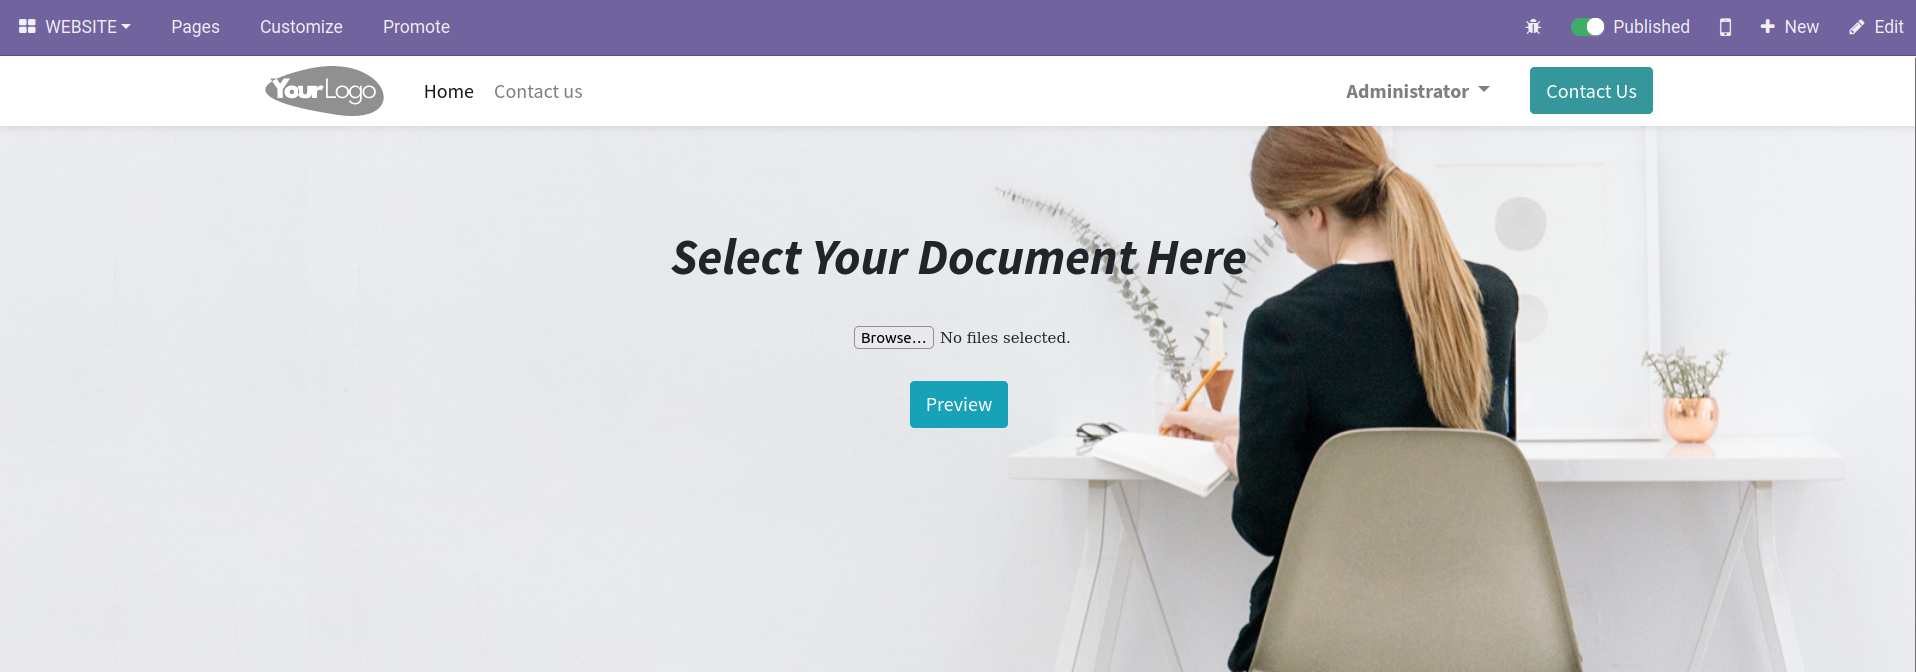 WEBSITE Pages Customize Promote Published New Edit
YourLogo Home Contact us Administrator Contact Us
Select Your Document Here
Browse... No files selected.
Preview